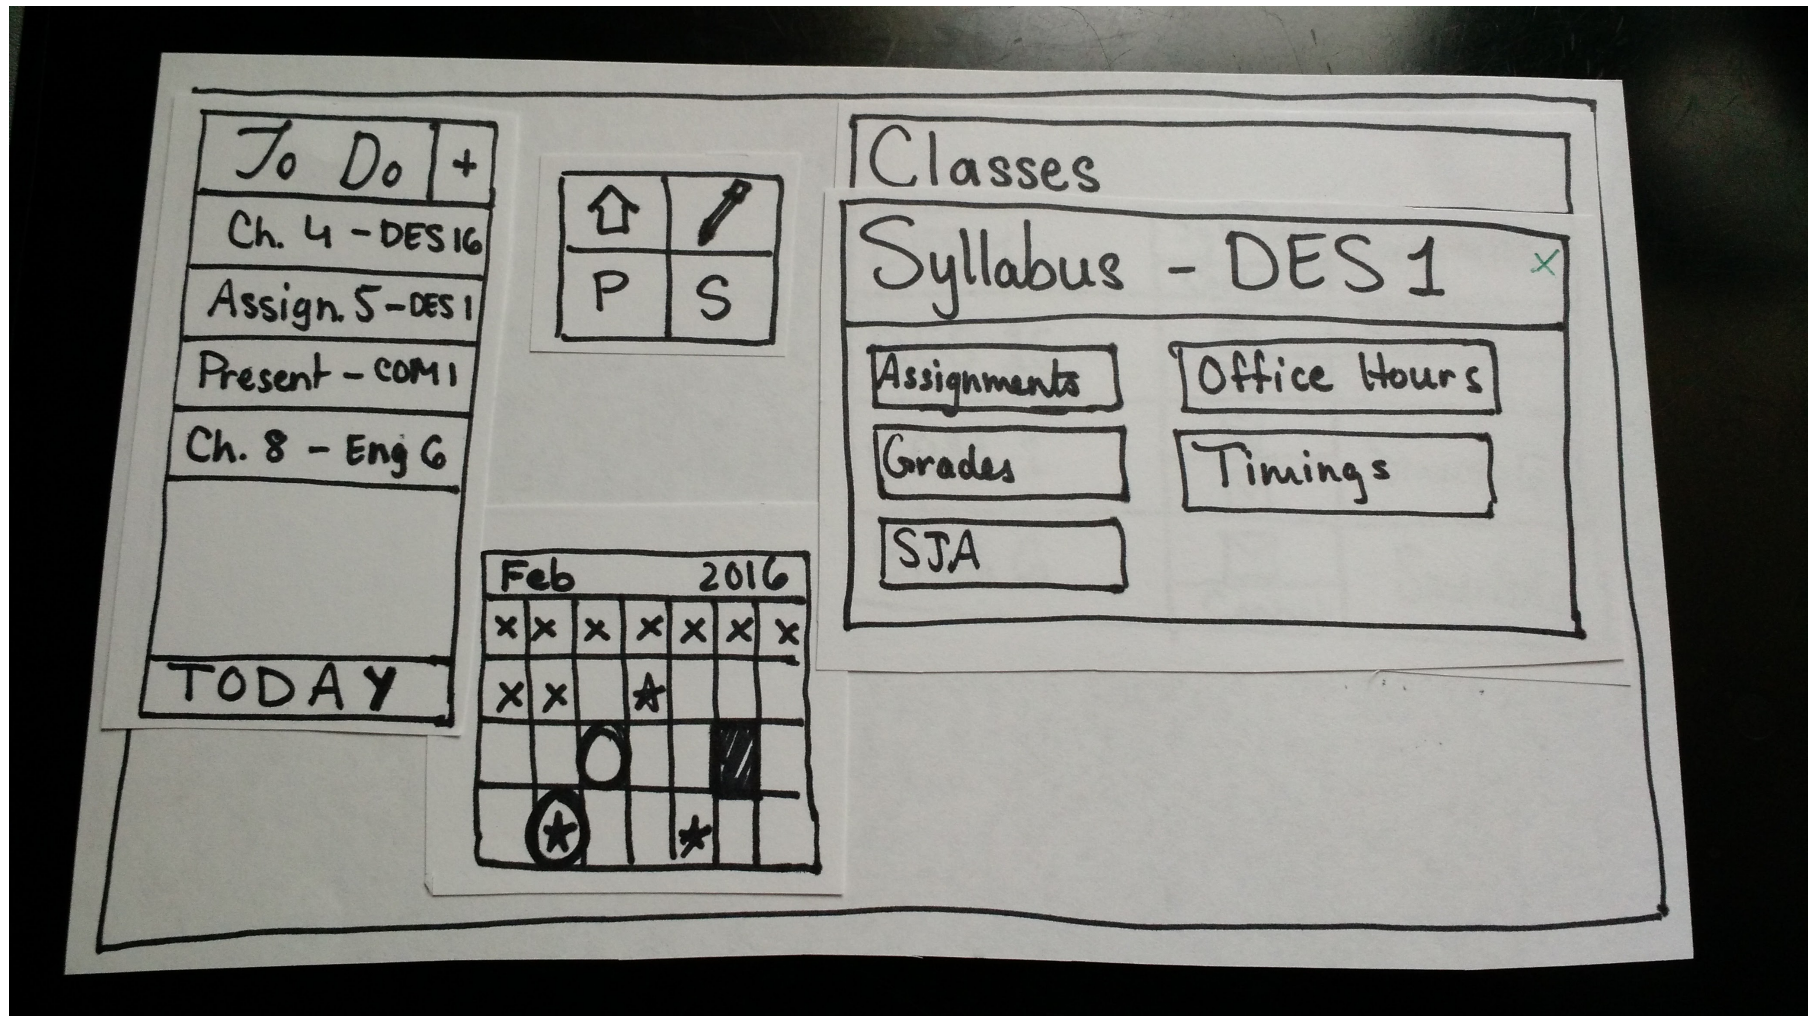 To Do +
Ch. 4 - DES 16
Assign. 5 - DES 1
Present - COM 1
Ch. 8 - Eng 6
TODAY
P S
Feb 2016
x x x x x x x
x x
Classes
Syllabus - DES 1 x
Assignments
Office Hours
Grades
Timings
SJA